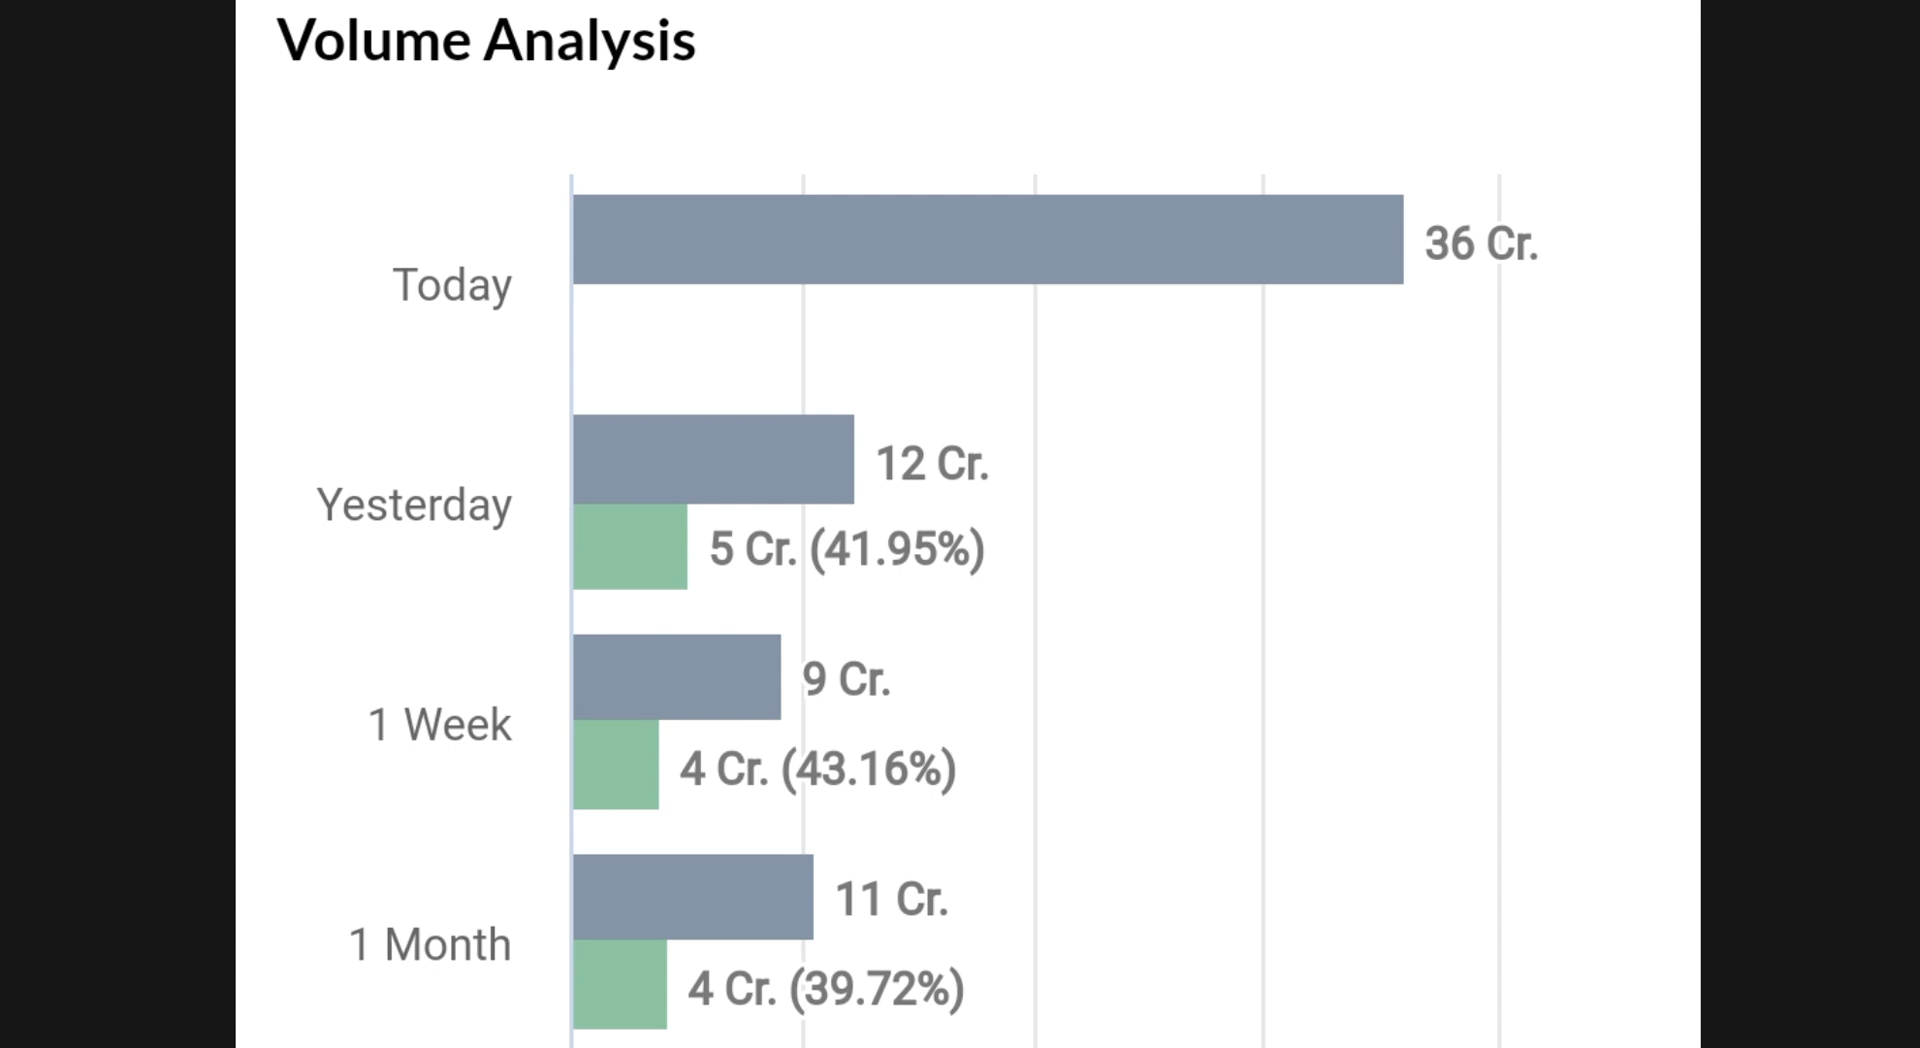 Volume Analysis
Today
36 Cr.
Yesterday
12 Cr.
5 Cr. (41.95%)
1 Week
9 Cr.
4 Cr. (43.16%)
1 Month
11 Cr.
4 Cr. (39.72%)